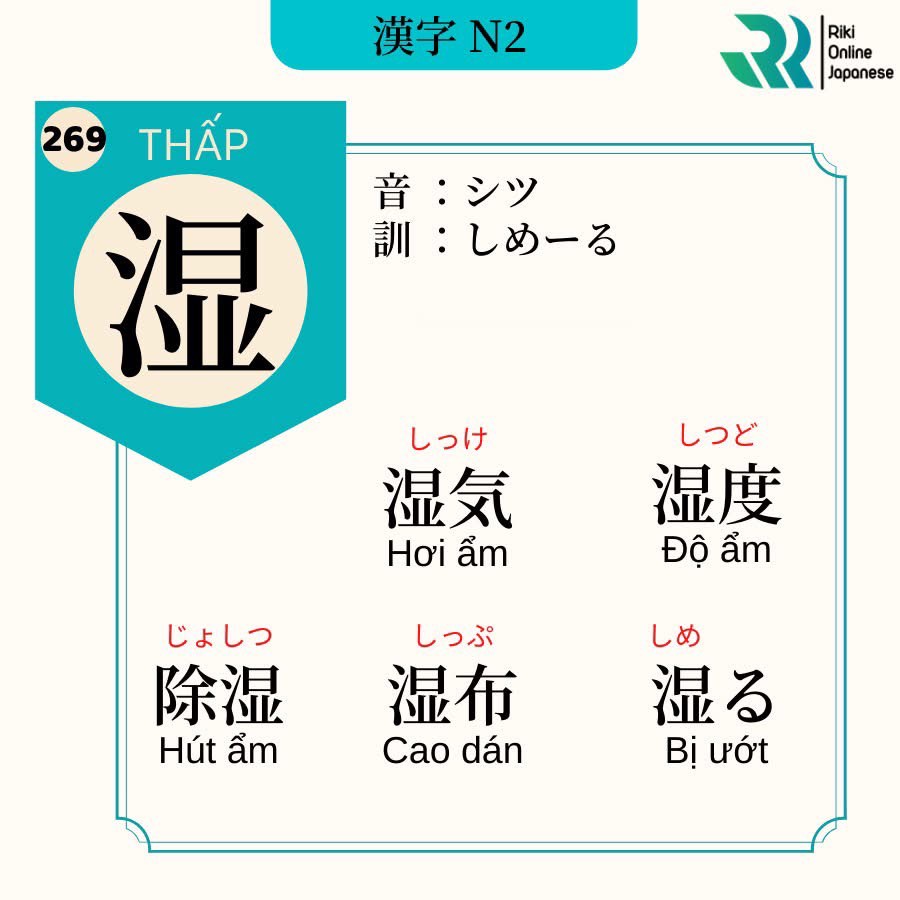 漢字 N2
Riki
Online
Japanese
269 THẤP
湿
音 ：シツ
訓 ：しめーる
しっけ
湿気
Hơi ẩm
しつど
湿度
Độ ẩm
じょしつ
除湿
Hút ẩm
しっぷ
湿布
Cao dán
しめ
湿る
Bị ướt